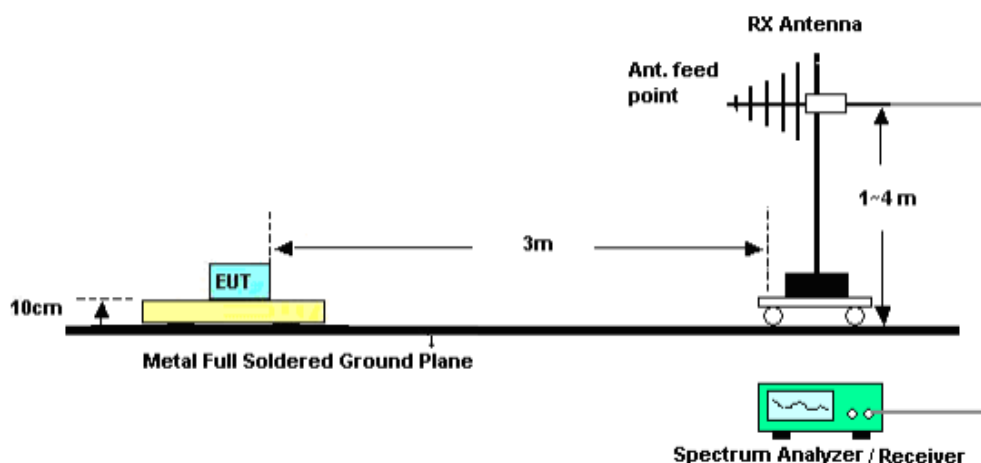 RX Antenna
Ant. feed
point
1~4 m
3m
EUT
10cm
Metal Full Soldered Ground Plane
Spectrum Analyzer / Receiver